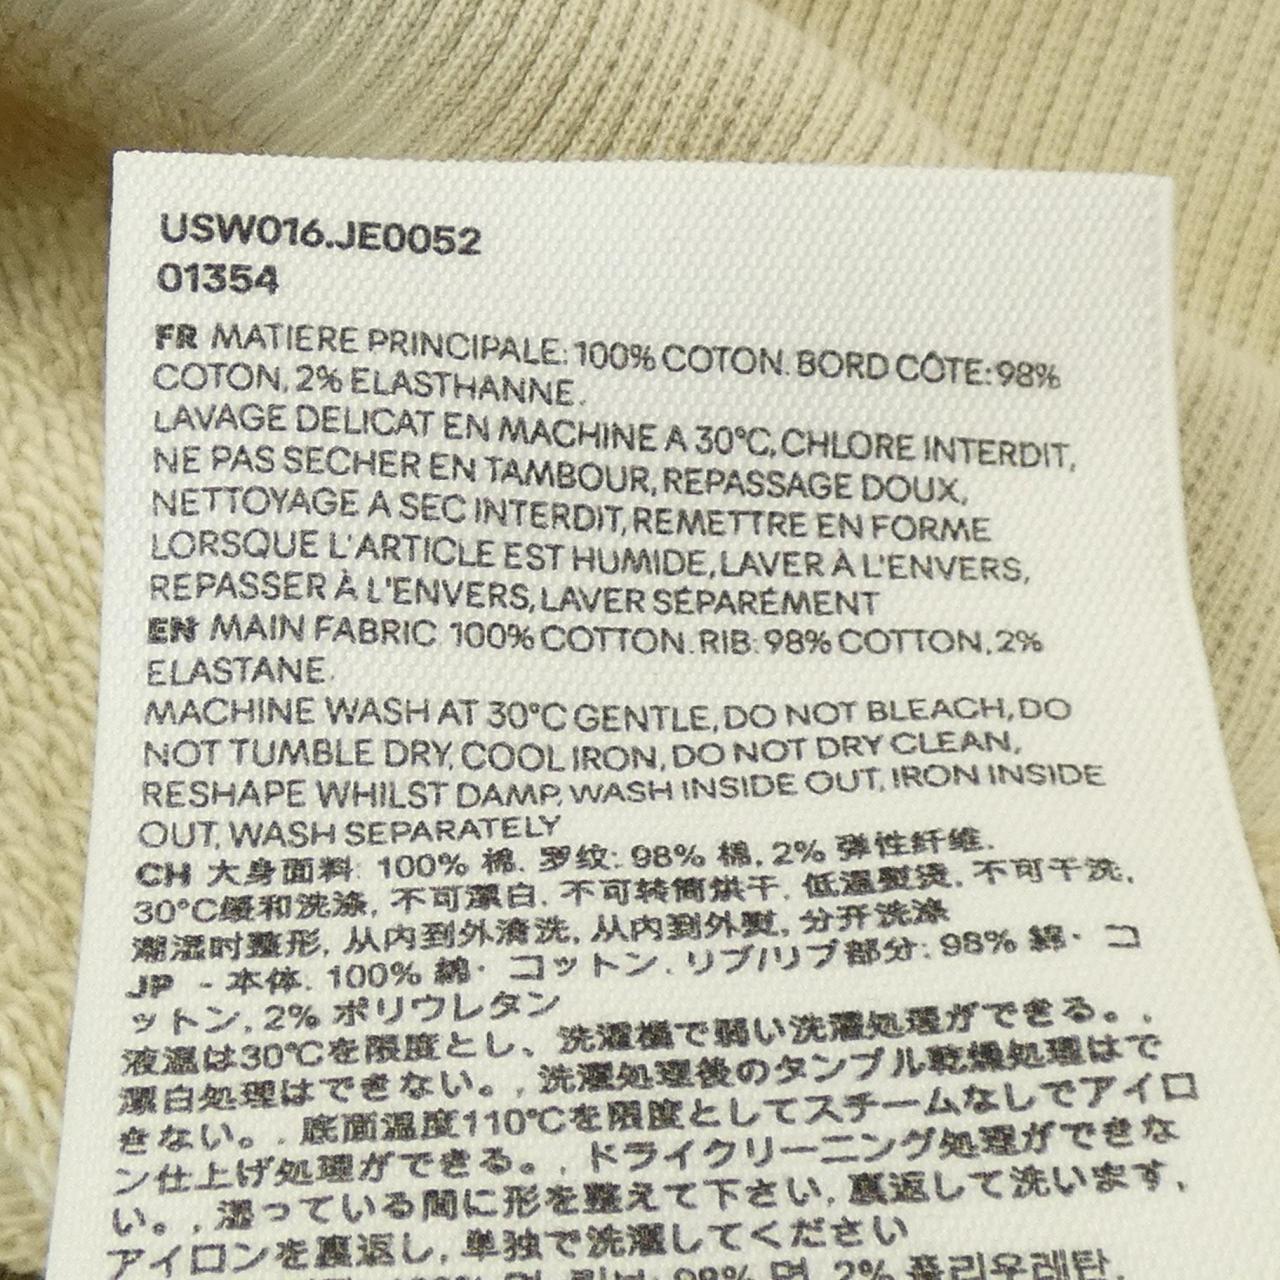 USW016.JE0052
01354
FR MATIERE PRINCIPALE: 100% COTON. BORD CÔTE: 98%
COTON, 2% ELASTHANNE.
LAVAGE DELICAT EN MACHINE A 30°C, CHLORE INTERDIT,
NE PAS SECHER EN TAMBOUR, REPASSAGE DOUX,
NETTOYAGE A SEC INTERDIT, REMETTRE EN FORME
LORSQUE L'ARTICLE EST HUMIDE, LAVER À L'ENVERS,
REPASSER À L'ENVERS, LAVER SÉPARÉMENT
EN MAIN FABRIC 100% COTTON. RIB: 98% COTTON, 2%
ELASTANE.
MACHINE WASH AT 30°C GENTLE, DO NOT BLEACH, DO
NOT TUMBLE DRY, COOL IRON, DO NOT DRY CLEAN,
RESHAPE WHILST DAMP, WASH INSIDE OUT, IRON INSIDE
OUT, WASH SEPARATELY
CH 大身面料: 100% 棉. 罗纹: 98% 棉, 2% 弹性纤维.
30°C缓和洗涤, 不可漂白, 不可转筒烘干, 低温熨烫, 不可干洗,
潮湿时整形, 从内到外清洗, 从内到外熨, 分开洗涤
JP - 本体. 100% 綿・ コットン. リブ/リブ部分: 98% 綿・ コ
ットン, 2% ポリウレタン
液温は30℃を限度とし、洗濯機で弱い洗濯処理ができる。,
漂白処理はできない。, 洗濯処理後のタンブル乾燥処理はで
きない。, 底面温度110℃を限度としてスチームなしでアイロ
ン仕上げ処理ができる。, ドライクリーニング処理ができな
い。, 湿っている間に形を整えて下さい, 裏返して洗います,
アイロンを裏返し, 単独で洗濯してください
100% 면, 립브: 98% 면, 2% 폴리우레탄,